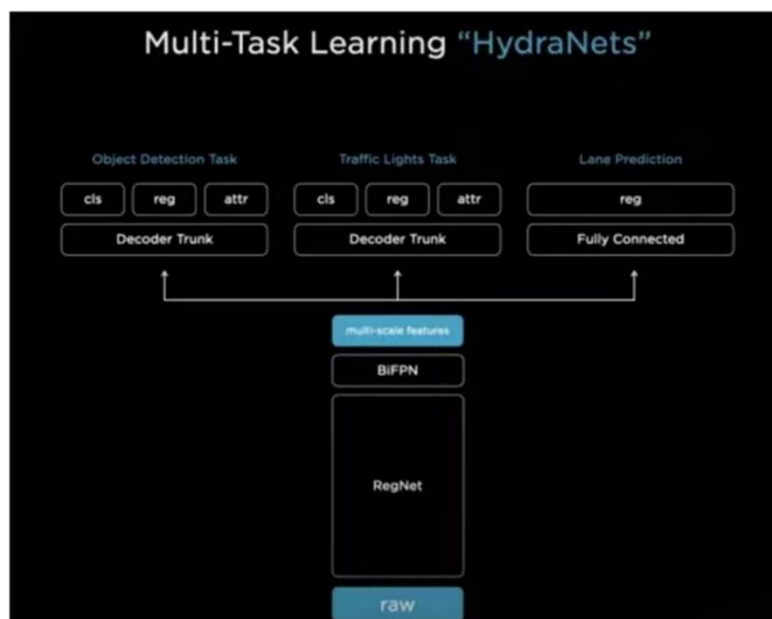 Multi-Task Learning “HydraNets”
Object Detection Task
Traffic Lights Task
Lane Prediction
cls reg attr
cls reg attr
reg
Decoder Trunk
Decoder Trunk
Fully Connected
multi-scale features
BiFPN
RegNet
raw